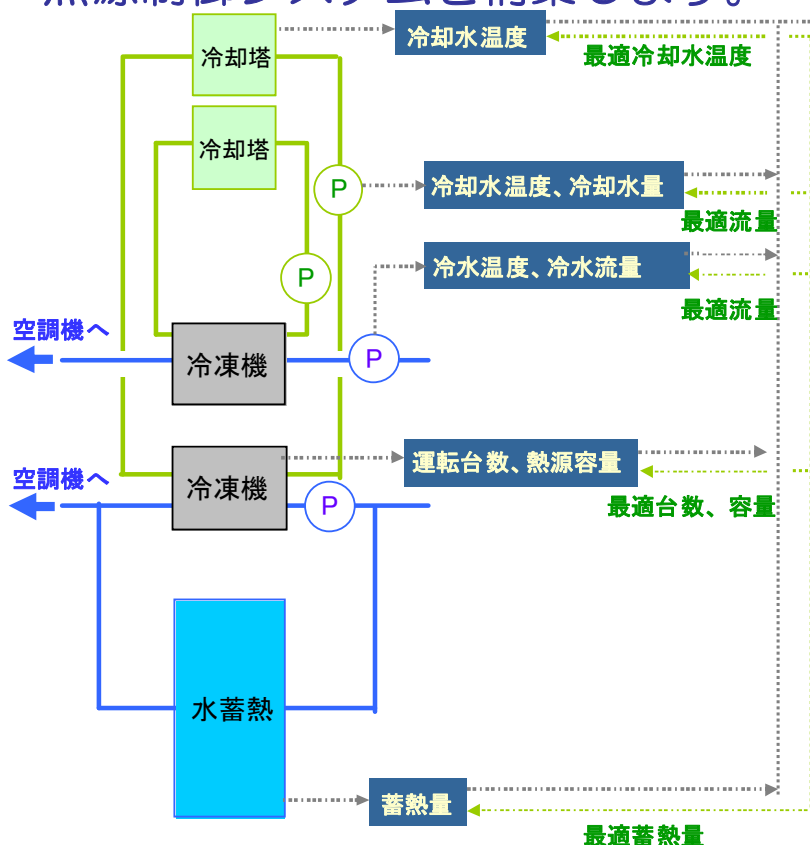 冷却塔
冷却水温度
最適冷却水温度
冷却塔
P
冷却水温度、冷却水量
最適流量
P
冷水温度、冷水流量
最適流量
空調機へ
冷凍機
P
空調機へ
冷凍機
運転台数、熱源容量
P
最適台数、容量
水蓄熱
蓄熱量
最適蓄熱量